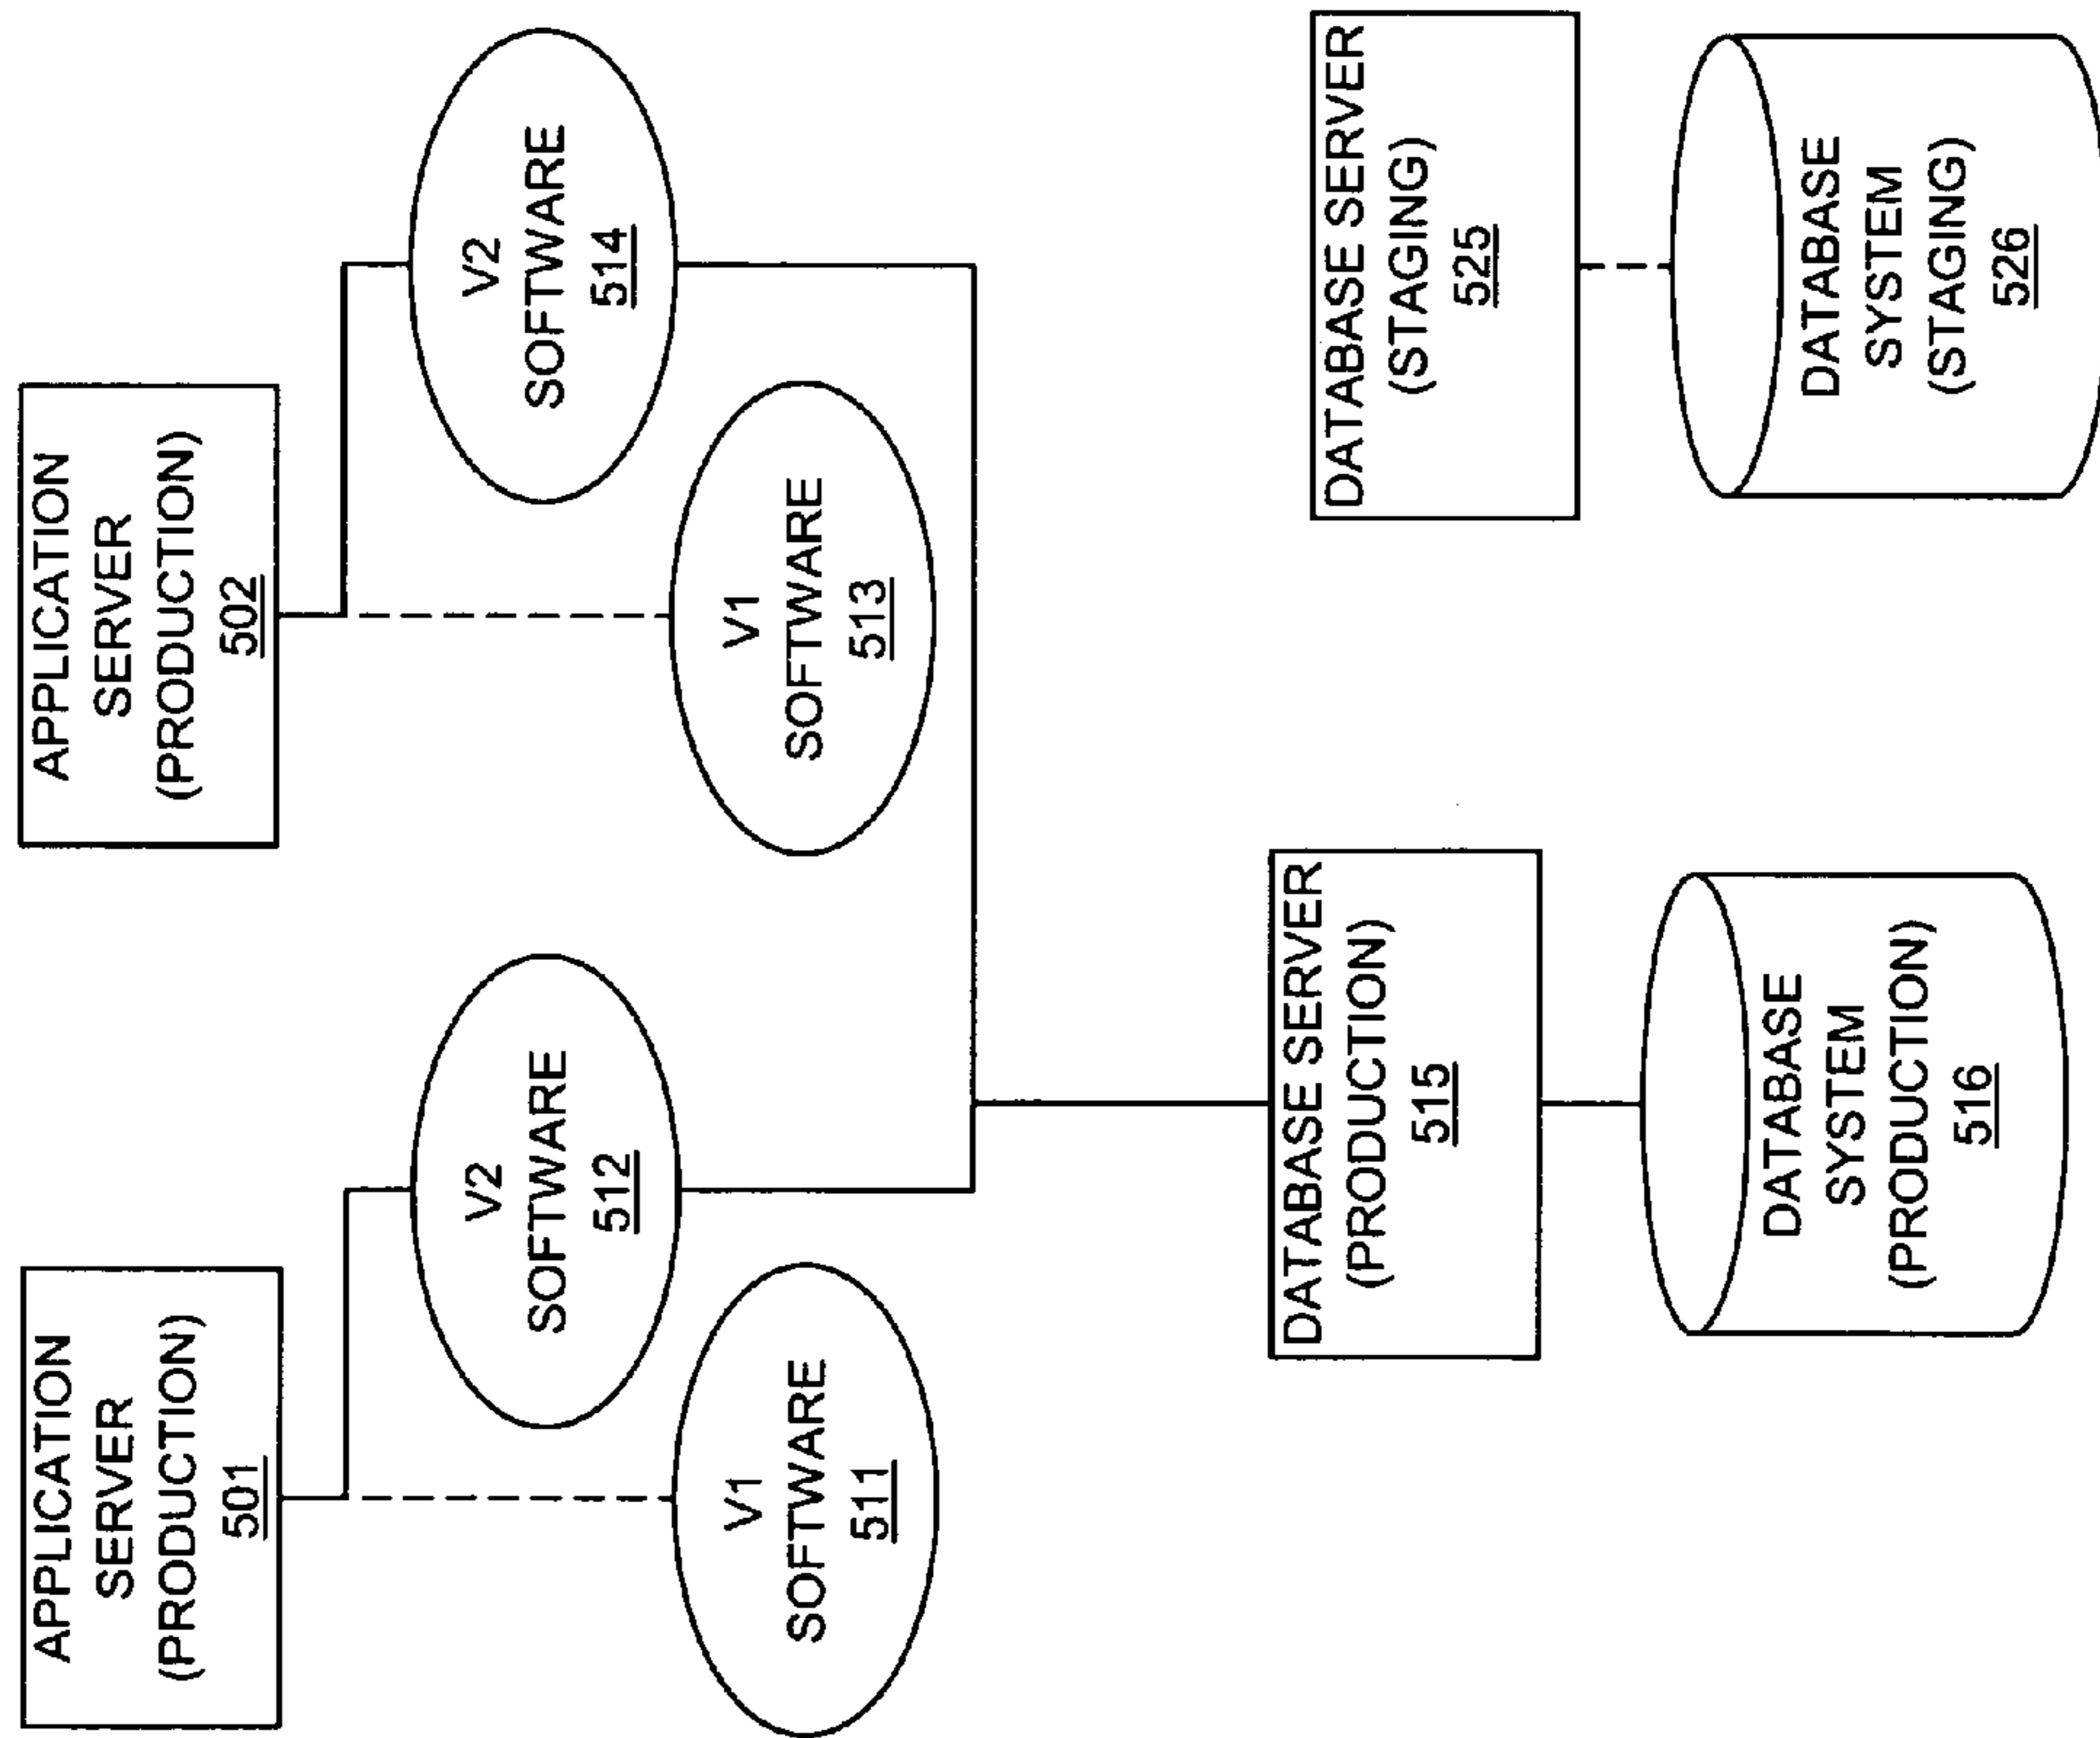 APPLICATION
SERVER
(PRODUCTION)
501
APPLICATION
SERVER
(PRODUCTION)
502
V2
SOFTWARE
512
V2
SOFTWARE
514
V1
SOFTWARE
511
V1
SOFTWARE
513
DATABASE SERVER
(PRODUCTION)
515
DATABASE SERVER
(STAGING)
525
DATABASE
SYSTEM
(PRODUCTION)
516
DATABASE
SYSTEM
(STAGING)
526